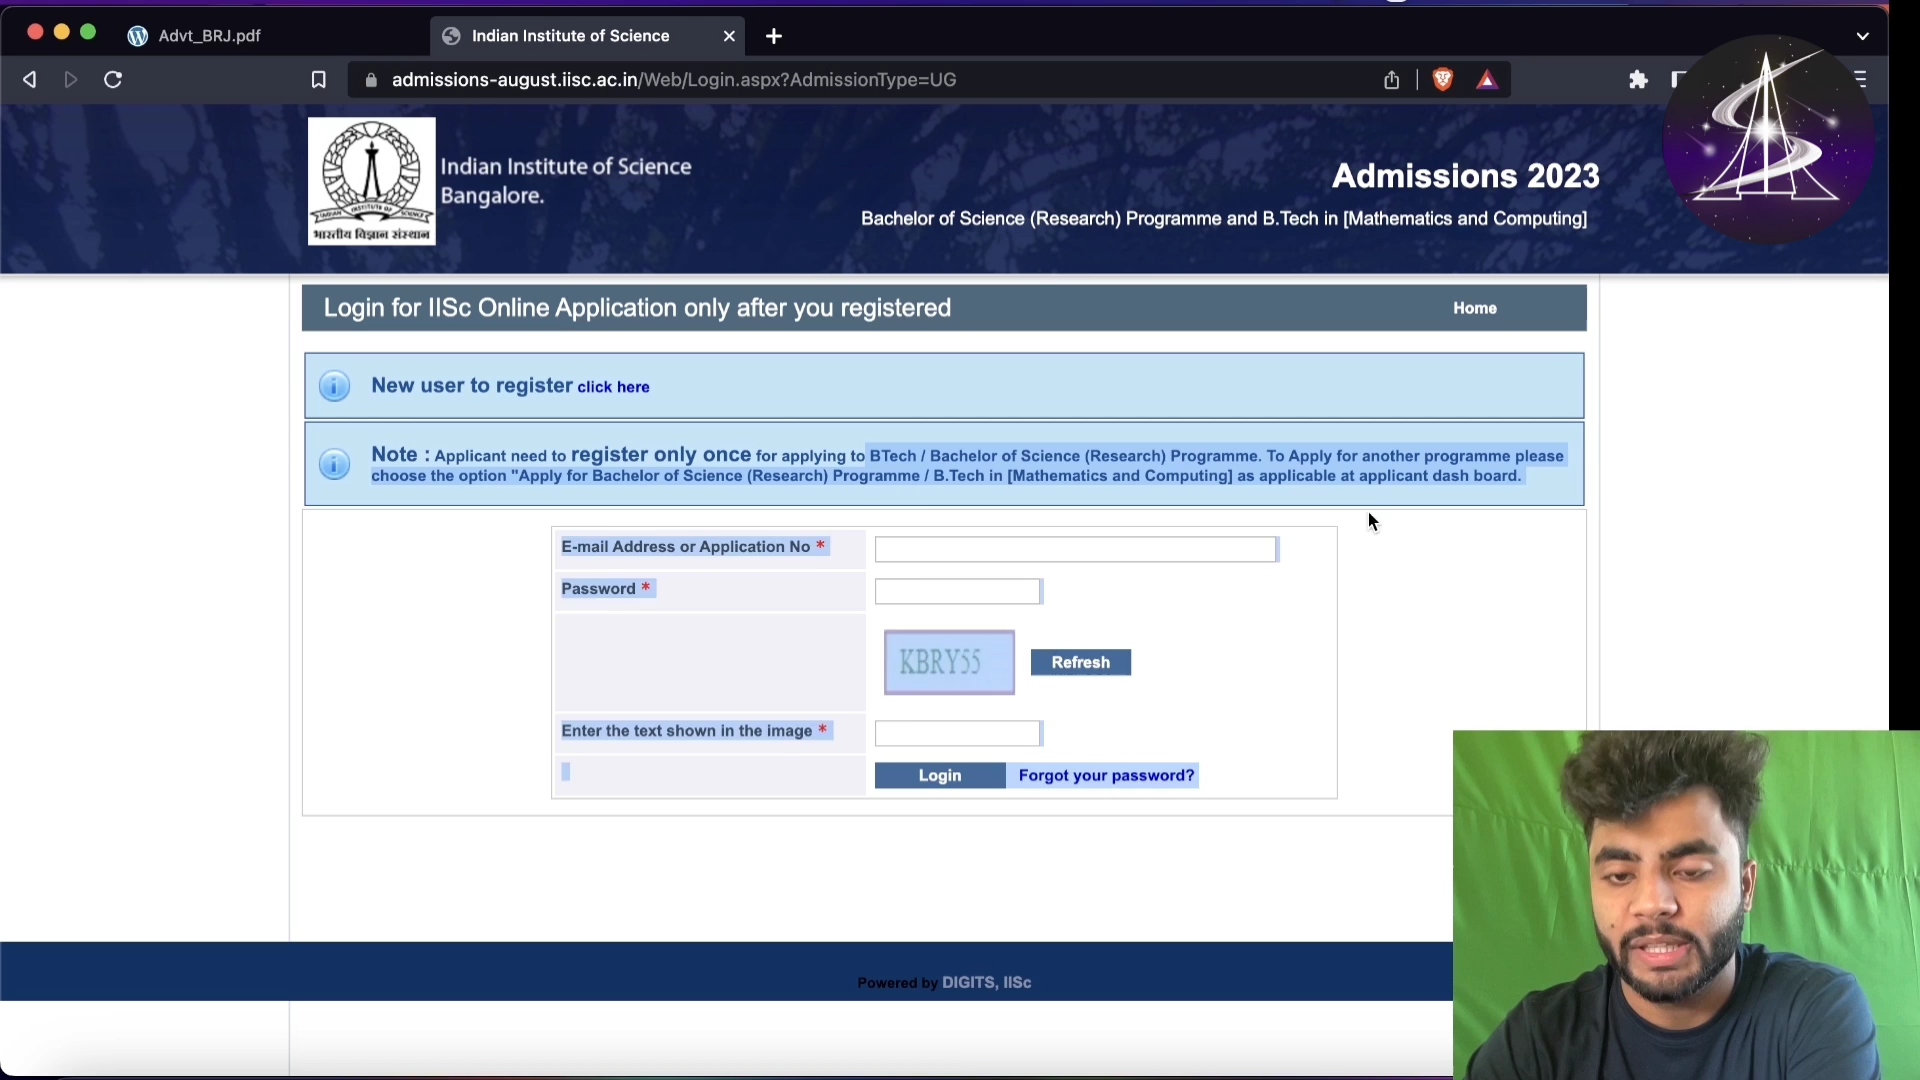 Advt_BRJ.pdf
Indian Institute of Science
admissions-august.iisc.ac.in/Web/Login.aspx?AdmissionType=UG
Indian Institute of Science
Bangalore.
भारतीय विज्ञान संस्थान
Admissions 2023
Bachelor of Science (Research) Programme and B.Tech in [Mathematics and Computing]
Login for IISc Online Application only after you registered
Home
New user to register click here
Note : Applicant need to register only once for applying to BTech / Bachelor of Science (Research) Programme. To Apply for another programme please
choose the option "Apply for Bachelor of Science (Research) Programme / B.Tech in [Mathematics and Computing] as applicable at applicant dash board.
E-mail Address or Application No *
Password *
KBRY55
Refresh
Enter the text shown in the image *
Login
Forgot your password?
Powered by DIGITS, IISc